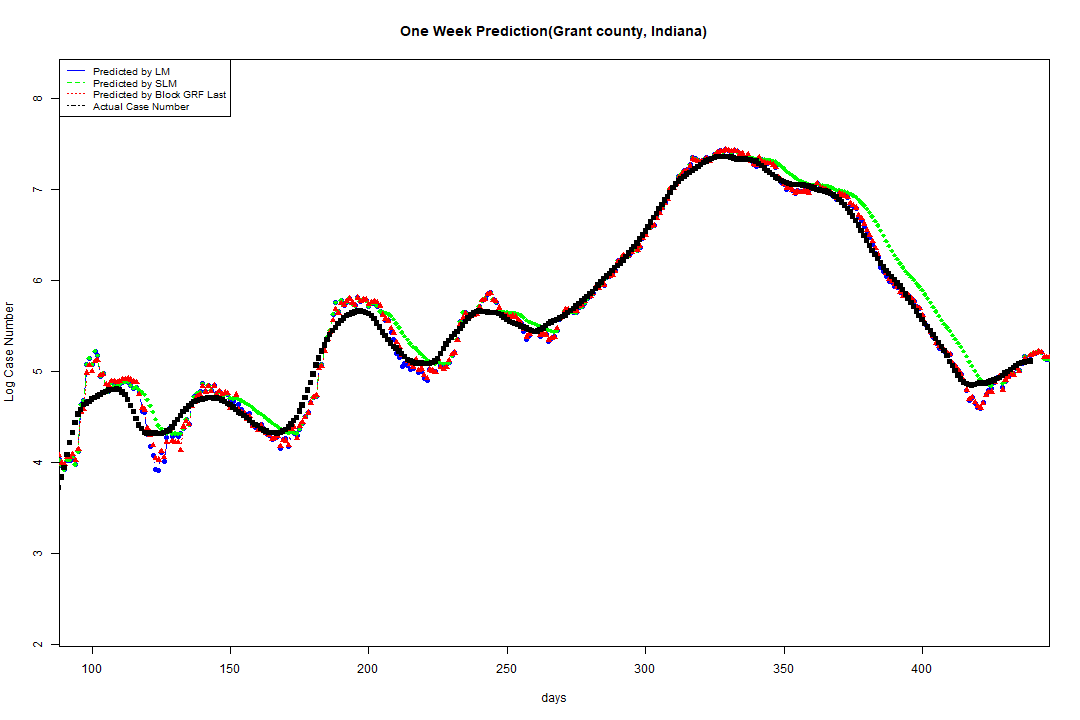 One Week Prediction(Grant county, Indiana)
Predicted by LM
Predicted by SLM
Predicted by Block GRF Last
Actual Case Number
8
7
6
5
4
3
2
Log Case Number
100 150 200 250 300 350 400
days